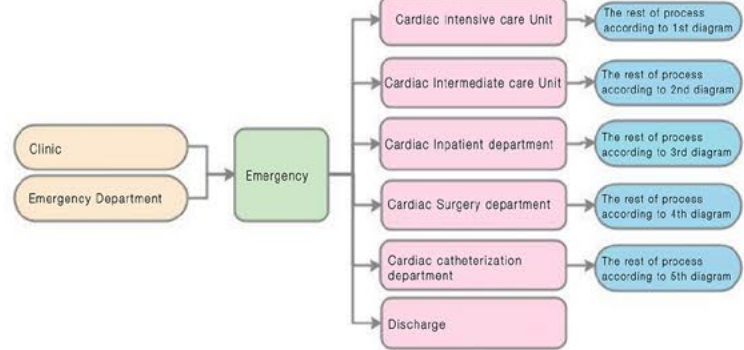 Cardiac Intensive care Unit
The rest of process
according to 1st diagram
Cardiac Intermediate care Unit
The rest of process
according to 2nd diagram
Clinic
Emergency Department
Emergency
Cardiac Inpatient department
The rest of process
according to 3rd diagram
Cardiac Surgery department
The rest of process
according to 4th diagram
Cardiac catheterization
department
The rest of process
according to 5th diagram
Discharge